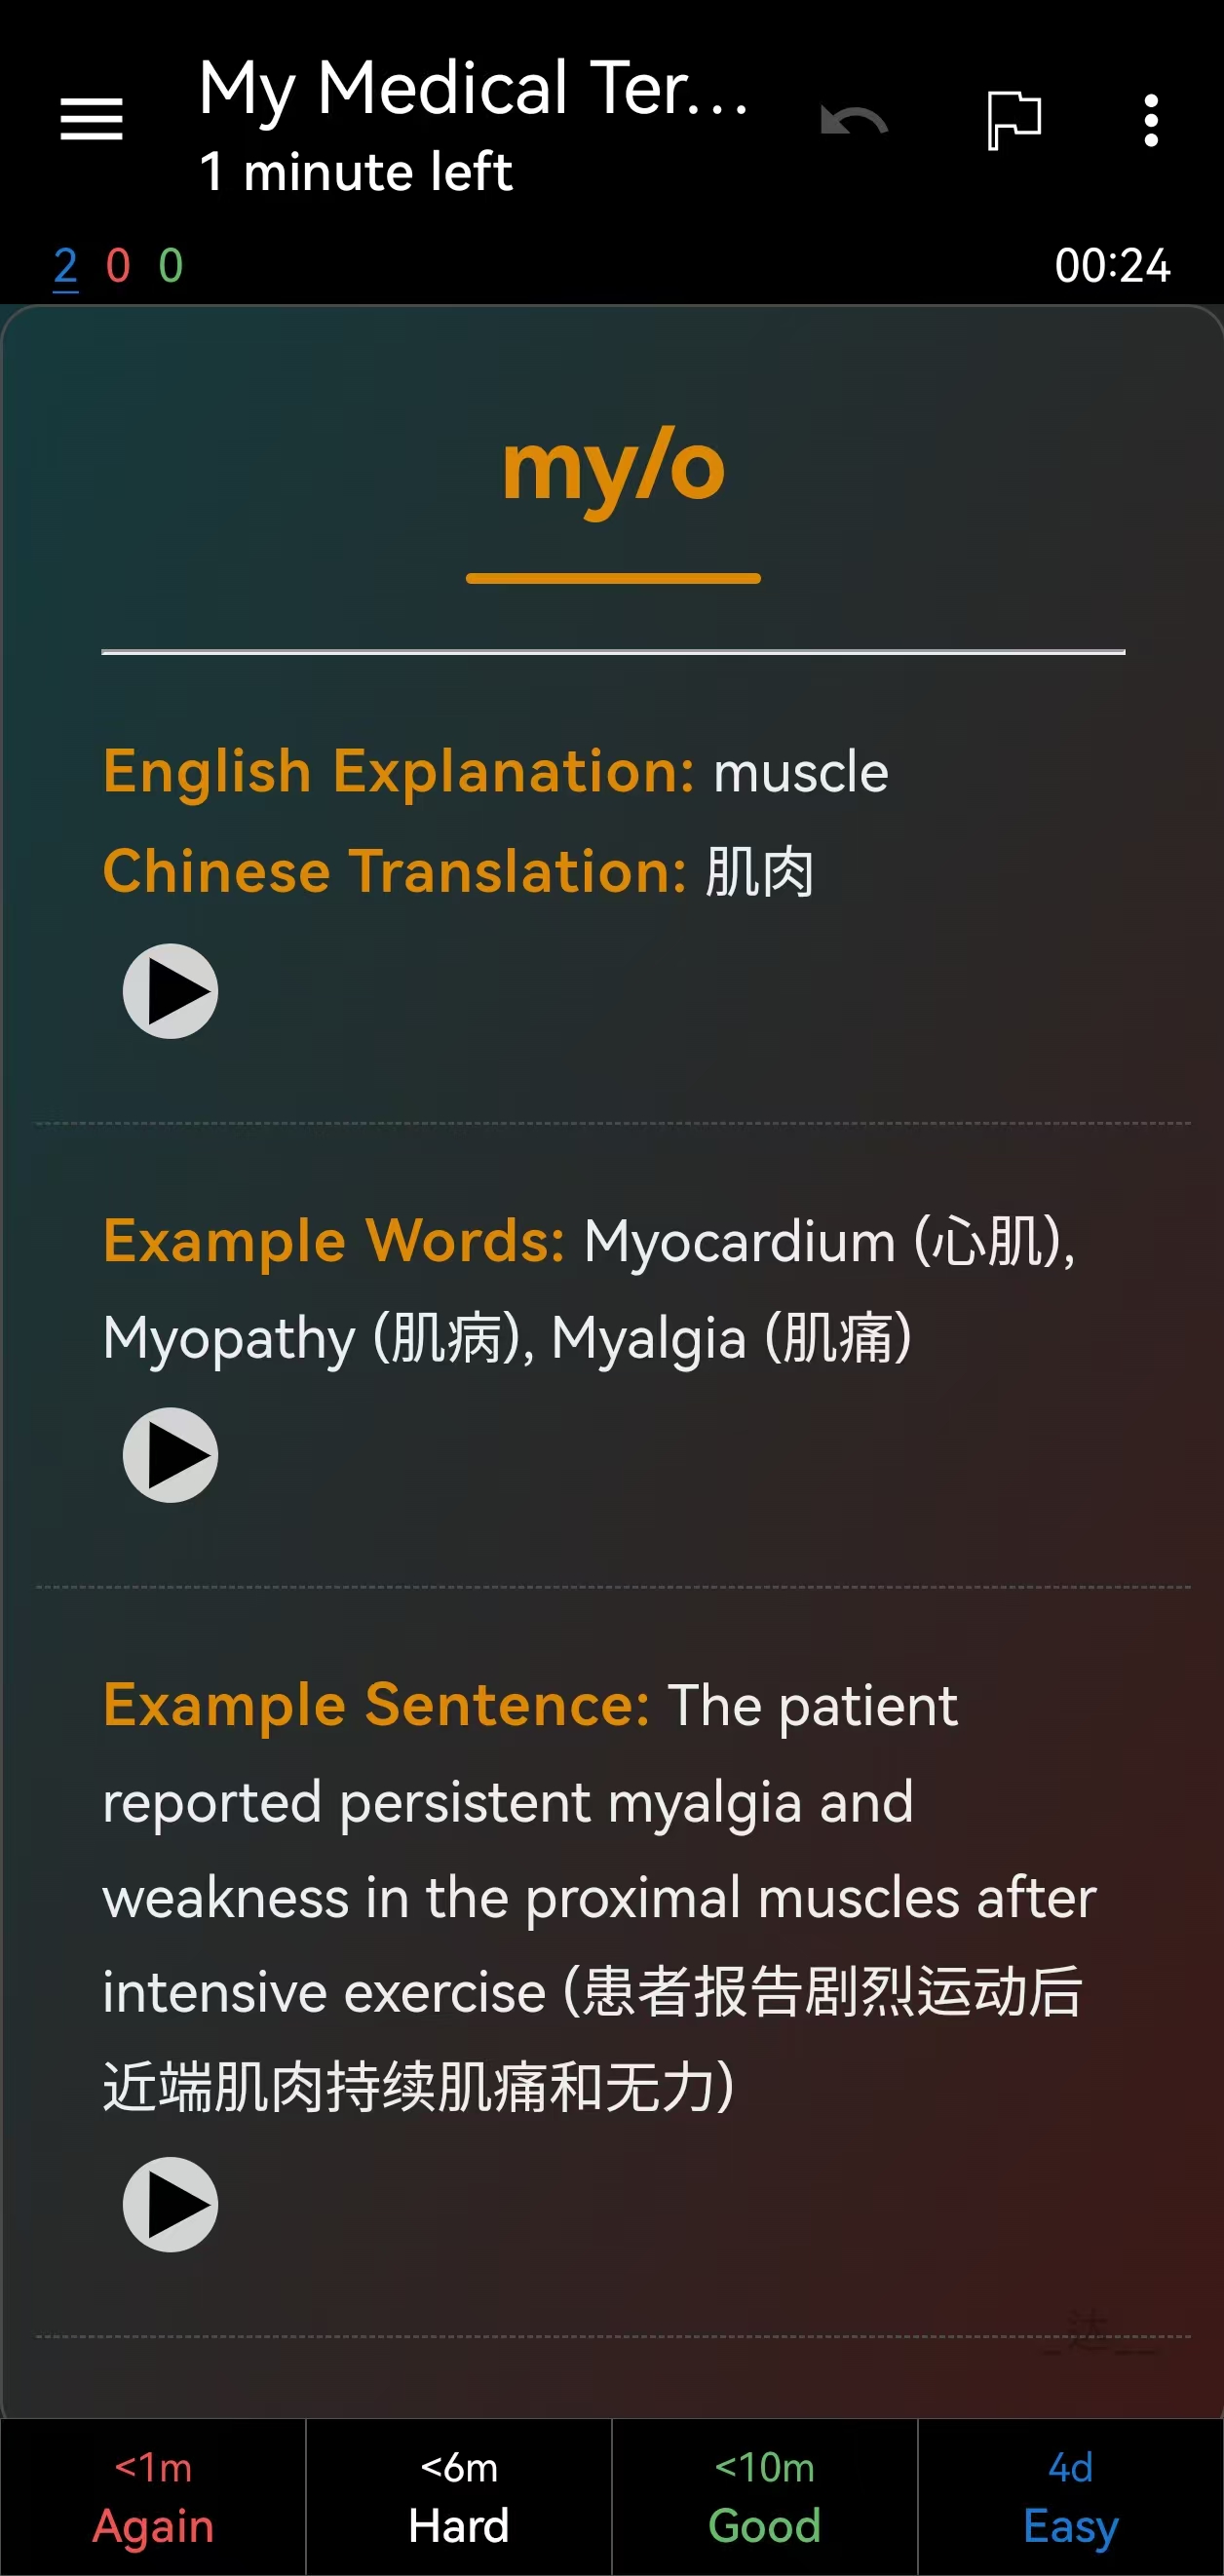 My Medical Ter...
1 minute left
2 0 0
00:24
my/o
English Explanation: muscle
Chinese Translation: 肌肉
Example Words: Myocardium (心肌),
Myopathy (肌病), Myalgia (肌痛)
Example Sentence: The patient
reported persistent myalgia and
weakness in the proximal muscles after
intensive exercise (患者报告剧烈运动后
近端肌肉持续肌痛和无力)
<1m
Again
<6m
Hard
<10m
Good
4d
Easy